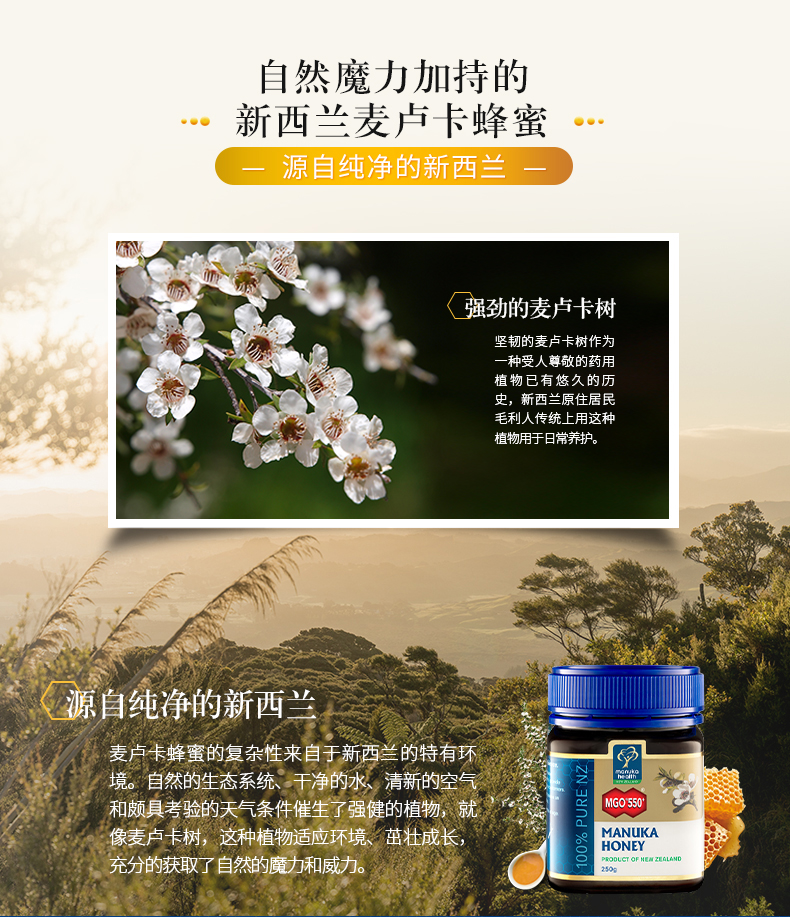 自然魔力加持的
新西兰麦卢卡蜂蜜
— 源自纯净的新西兰 —
强劲的麦卢卡树
坚韧的麦卢卡树作为
一种受人尊敬的药用
植物已有悠久的历
史，新西兰原住居民
毛利人传统上用这种
植物用于日常养护。
源自纯净的新西兰
麦卢卡蜂蜜的复杂性来自于新西兰的特有环
境。自然的生态系统、干净的水、清新的空气
和颇具考验的天气条件催生了强健的植物，就
像麦卢卡树，这种植物适应环境、茁壮成长，
充分的获取了自然的魔力和威力。
manuka
health
NEW ZEALAND
100% PURE NZ
MGO™550+
MANUKA
HONEY
PRODUCT OF NEW ZEALAND
250g